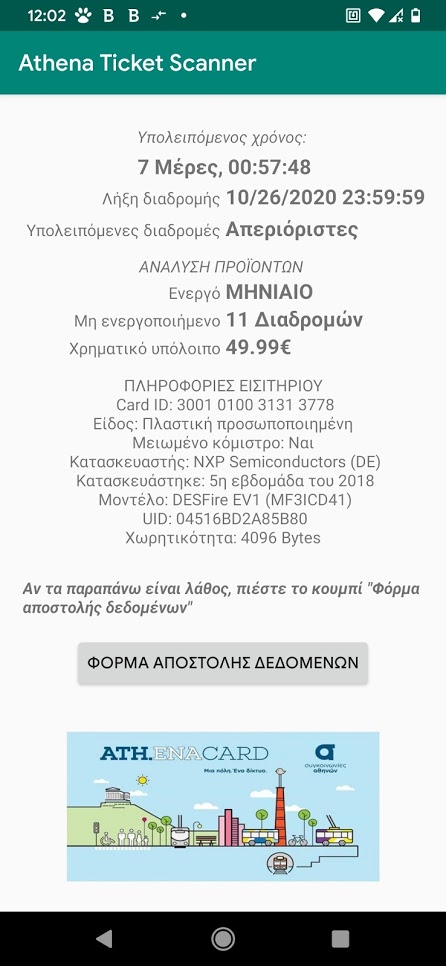 12:02 B B
Athena Ticket Scanner
Υπολειπόμενος χρόνος:
7 Μέρες, 00:57:48
Λήξη διαδρομής 10/26/2020 23:59:59
Υπολειπόμενες διαδρομές Απεριόριστες
ΑΝΑΛΥΣΗ ΠΡΟΪΟΝΤΩΝ
Ενεργό ΜΗΝΙΑΙΟ
Μη ενεργοποιήμενο 11 Διαδρομών
Χρηματικό υπόλοιπο 49.99€
ΠΛΗΡΟΦΟΡΙΕΣ ΕΙΣΙΤΗΡΙΟΥ
Card ID: 3001 0100 3131 3778
Είδος: Πλαστική προσωποποιημένη
Μειωμένο κόμιστρο: Ναι
Κατασκευαστής: NXP Semiconductors (DE)
Κατασκευάστηκε: 5η εβδομάδα του 2018
Μοντέλο: DESFire EV1 (MF3ICD41)
UID: 04516BD2A85B80
Χωρητικότητα: 4096 Bytes
Αν τα παραπάνω είναι λάθος, πιέστε το κουμπί "Φόρμα
αποστολής δεδομένων"
ΦΟΡΜΑ ΑΠΟΣΤΟΛΗΣ ΔΕΔΟΜΕΝΩΝ
ATH.ENACARD
Μια πόλη. Ένα δίκτυο.
συγκοινωνίες
αθηνών